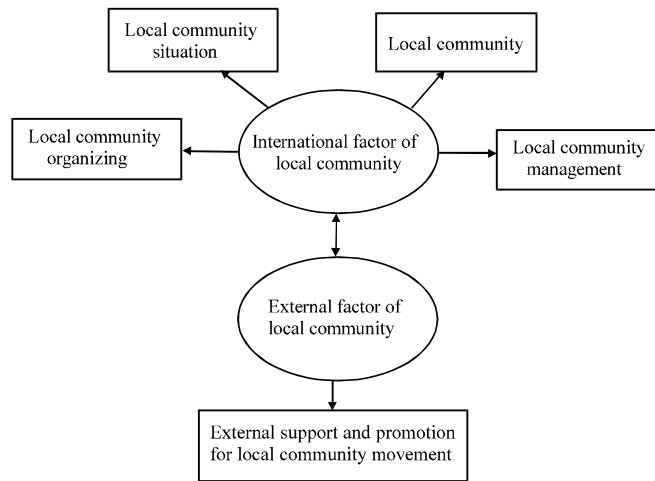 Local community
situation
Local community
Local community
organizing
International factor of
local community
Local community
management
External factor of
local community
External support and promotion
for local community movement